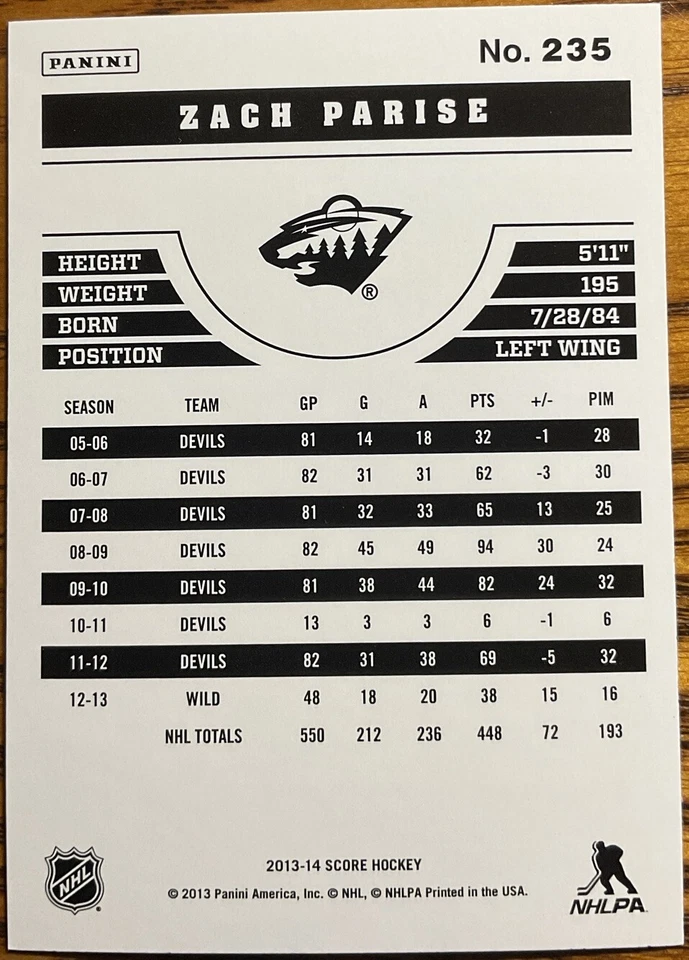 PANINI
No. 235
ZACH PARISE
®
HEIGHT 5'11"
WEIGHT 195
BORN 7/28/84
POSITION LEFT WING
SEASON TEAM GP G A PTS +/- PIM
05-06 DEVILS 81 14 18 32 -1 28
06-07 DEVILS 82 31 31 62 -3 30
07-08 DEVILS 81 32 33 65 13 25
08-09 DEVILS 82 45 49 94 30 24
09-10 DEVILS 81 38 44 82 24 32
10-11 DEVILS 13 3 3 6 -1 6
11-12 DEVILS 82 31 38 69 -5 32
12-13 WILD 48 18 20 38 15 16
NHL TOTALS 550 212 236 448 72 193
2013-14 SCORE HOCKEY
© 2013 Panini America, Inc. © NHL, © NHLPA Printed in the USA.
NHL
NHLPA